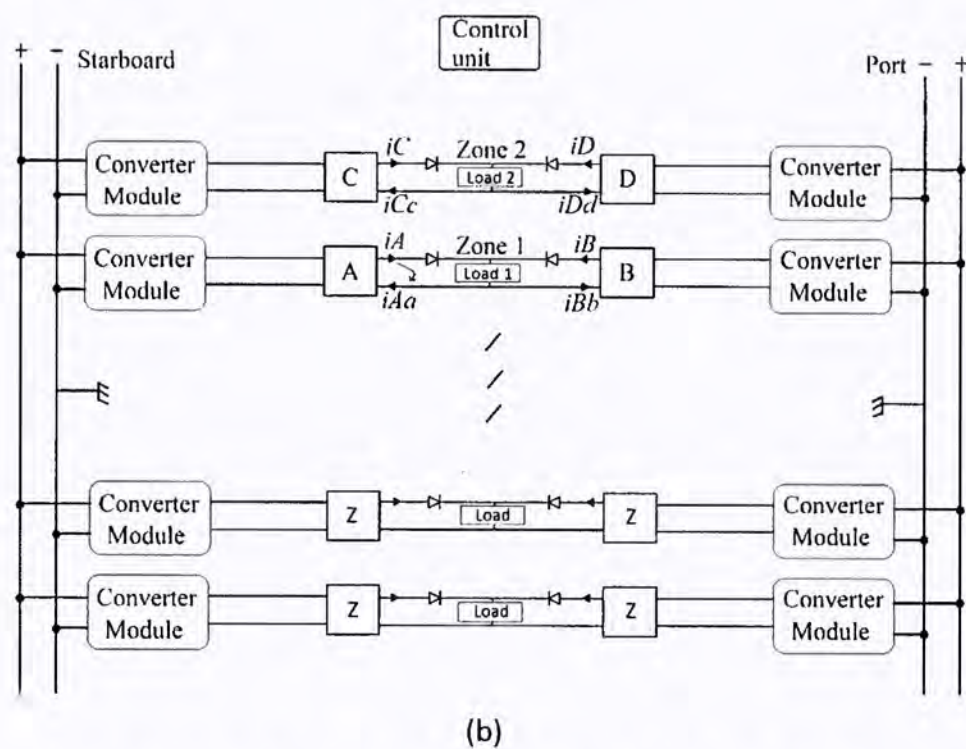 Control
unit
+ − Starboard
Port − +
Converter
Module
C
iC
Zone 2
iD
Load 2
iCc
iDd
D
Converter
Module
Converter
Module
A
iA
Zone 1
iB
Load 1
iAa
iBb
B
Converter
Module
Converter
Module
Z
Load
Z
Converter
Module
Converter
Module
Z
Load
Z
Converter
Module
(b)